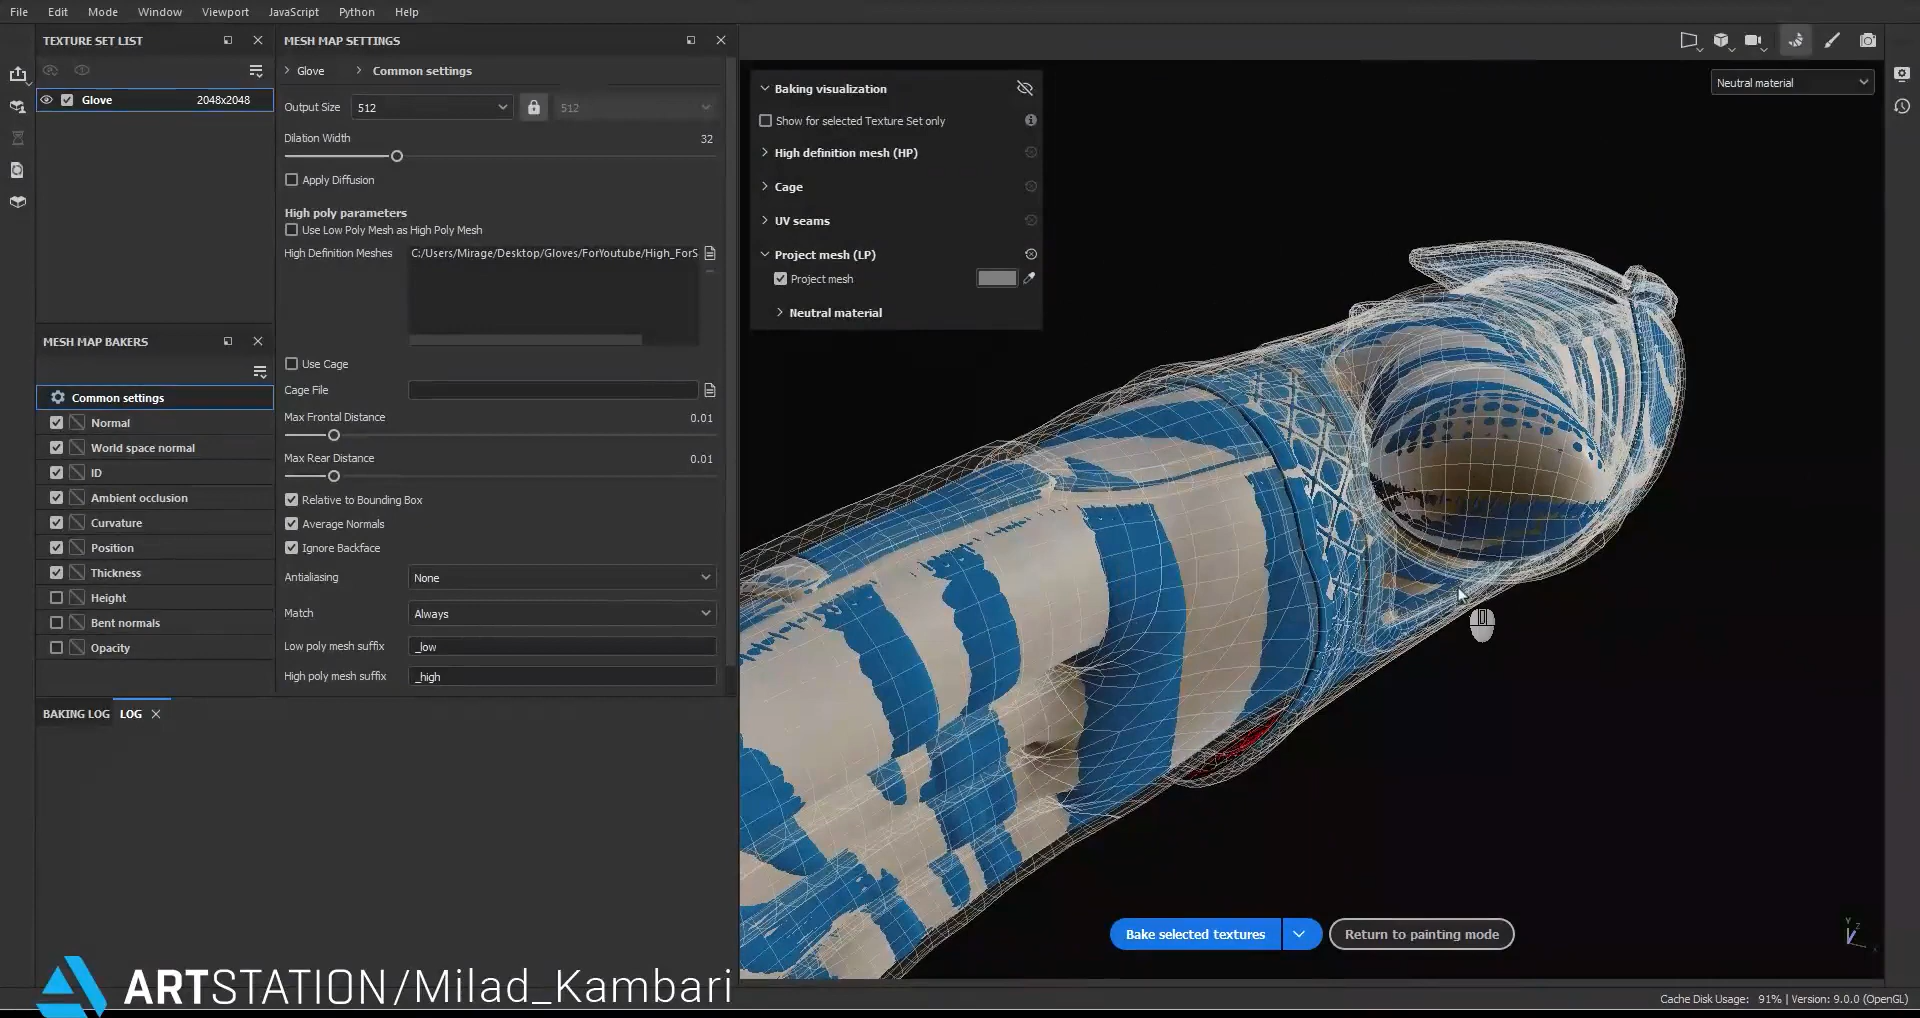 File Edit Mode Window Viewport JavaScript Python Help
TEXTURE SET LIST
Glove 2048x2048
MESH MAP BAKERS
Common settings
Normal
World space normal
ID
Ambient occlusion
Curvature
Position
Thickness
Height
Bent normals
Opacity
MESH MAP SETTINGS
Glove Common settings
Output Size 512 512
Dilation Width 32
Apply Diffusion
High poly parameters
Use Low Poly Mesh as High Poly Mesh
High Definition Meshes C:/Users/Mirage/Desktop/Gloves/ForYoutube/High_ForS
Use Cage
Cage File
Max Frontal Distance 0.01
Max Rear Distance 0.01
Relative to Bounding Box
Average Normals
Ignore Backface
Antialiasing None
Match Always
Low poly mesh suffix _low
High poly mesh suffix _high
BAKING LOG LOG
Baking visualization
Show for selected Texture Set only
High definition mesh (HP)
Cage
UV seams
Project mesh (LP)
Project mesh
Neutral material
Neutral material
Bake selected textures
Return to painting mode
Y
Z
ARTSTATION/Milad_Kambari
Cache Disk Usage: 91% | Version: 9.0.0 (OpenGL)